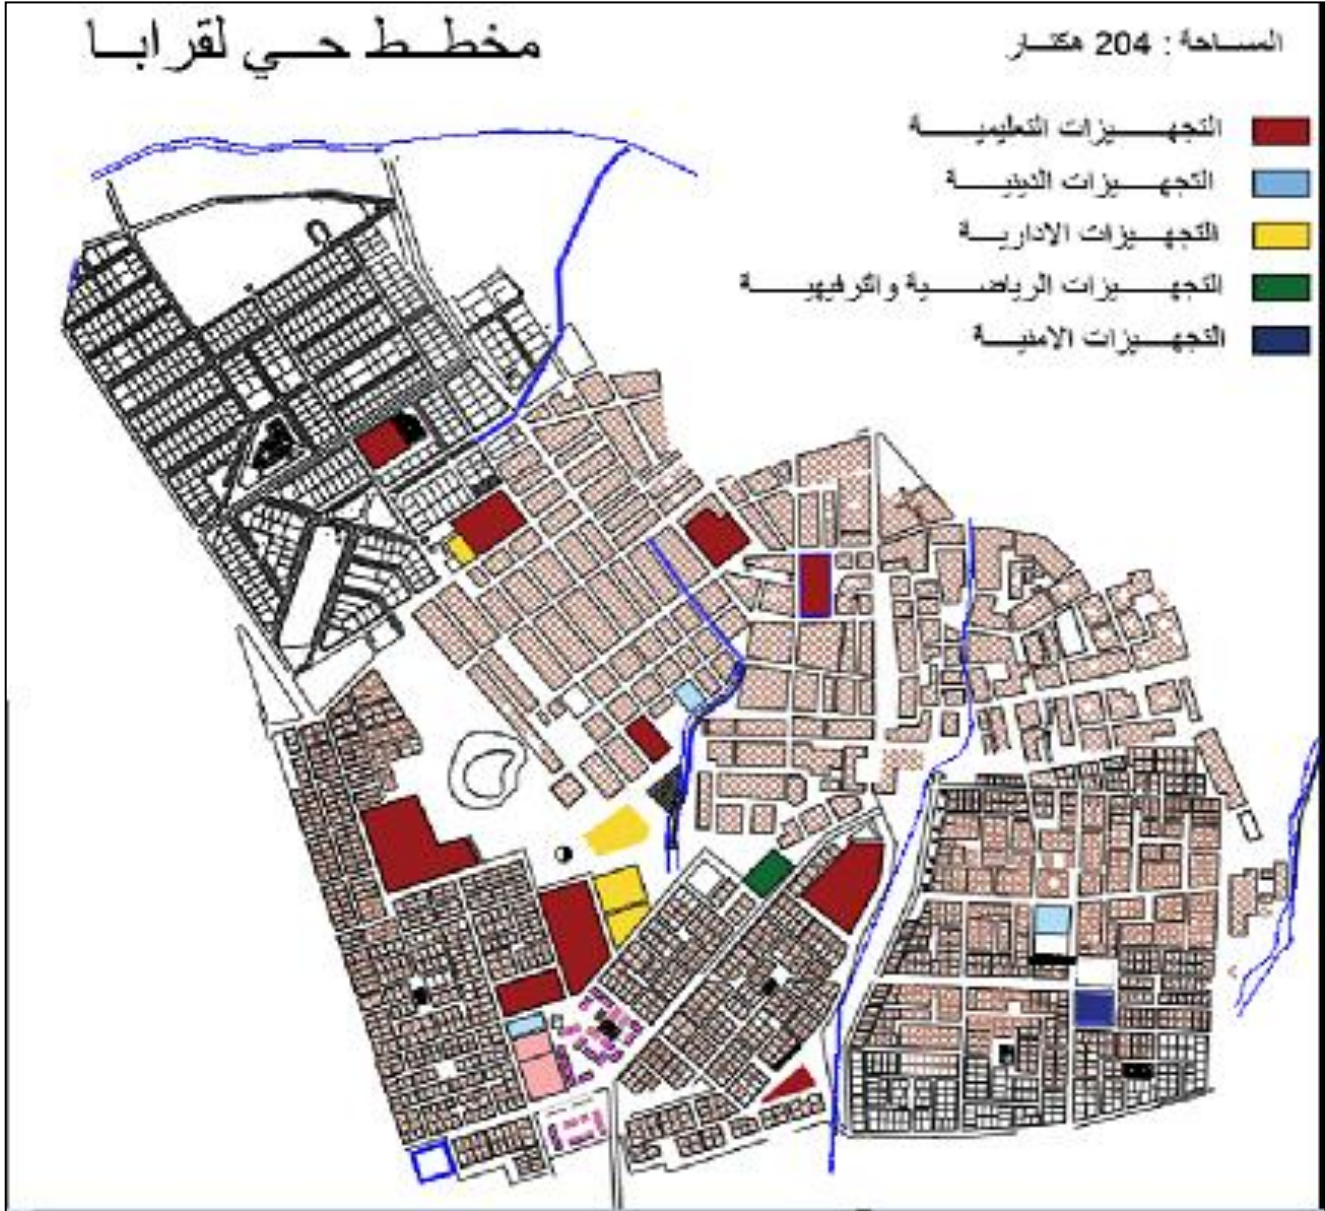 مخطط حي لقرابا
المساحة : 204 هكتار
التجهيزات التعليمية
التجهيزات الدينية
التجهيزات الادارية
التجهيزات الرياضية والترفيهية
التجهيزات الامنية